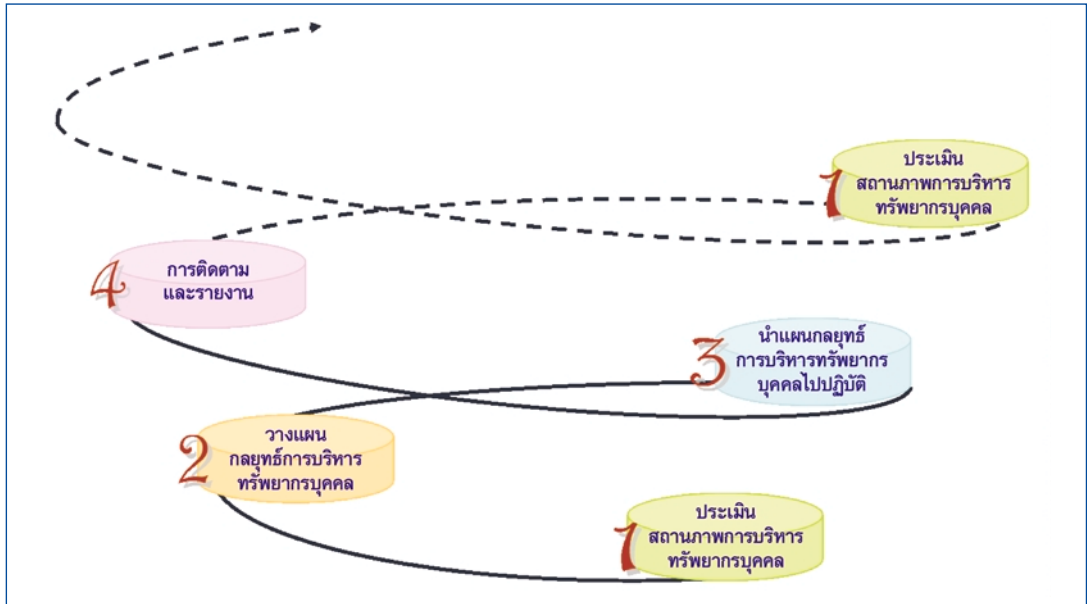 1
ประเมิน
สถานภาพการบริหาร
ทรัพยากรบุคคล
4
การติดตาม
และรายงาน
3
นำแผนกลยุทธ์
การบริหารทรัพยากร
บุคคลไปปฏิบัติ
2
วางแผน
กลยุทธ์การบริหาร
ทรัพยากรบุคคล
1
ประเมิน
สถานภาพการบริหาร
ทรัพยากรบุคคล